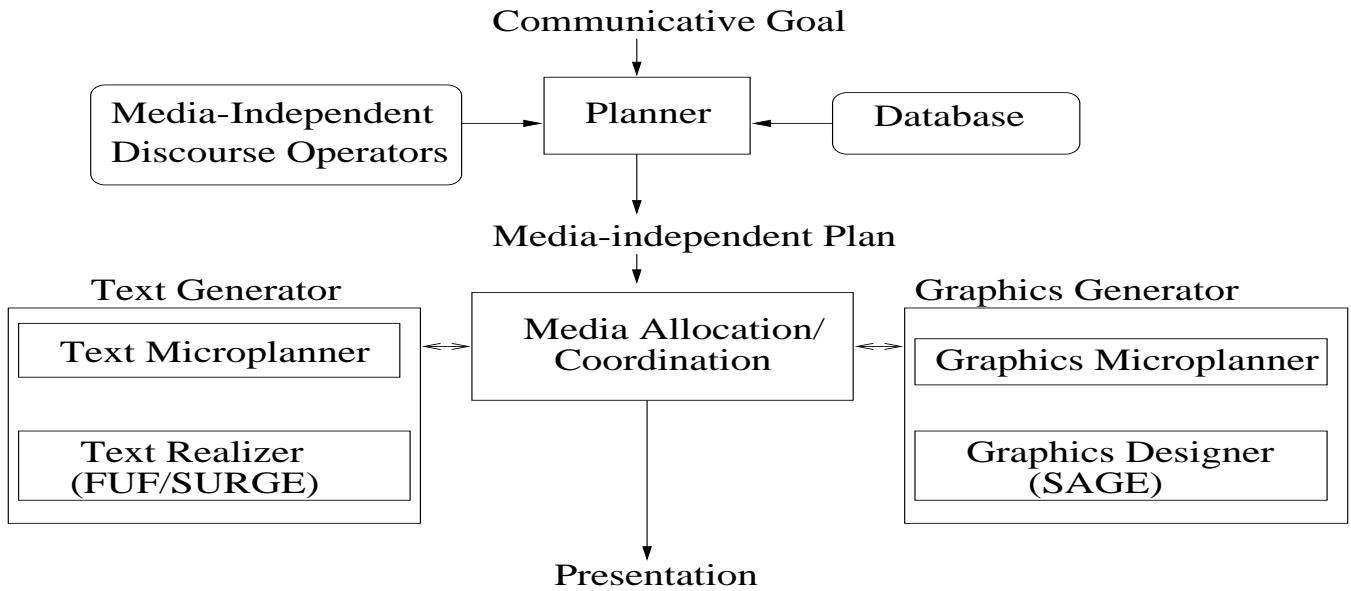 Communicative Goal
Media-Independent
Discourse Operators
Planner
Database
Media-independent Plan
Text Generator
Text Microplanner
Text Realizer
(FUF/SURGE)
Media Allocation/
Coordination
Graphics Generator
Graphics Microplanner
Graphics Designer
(SAGE)
Presentation